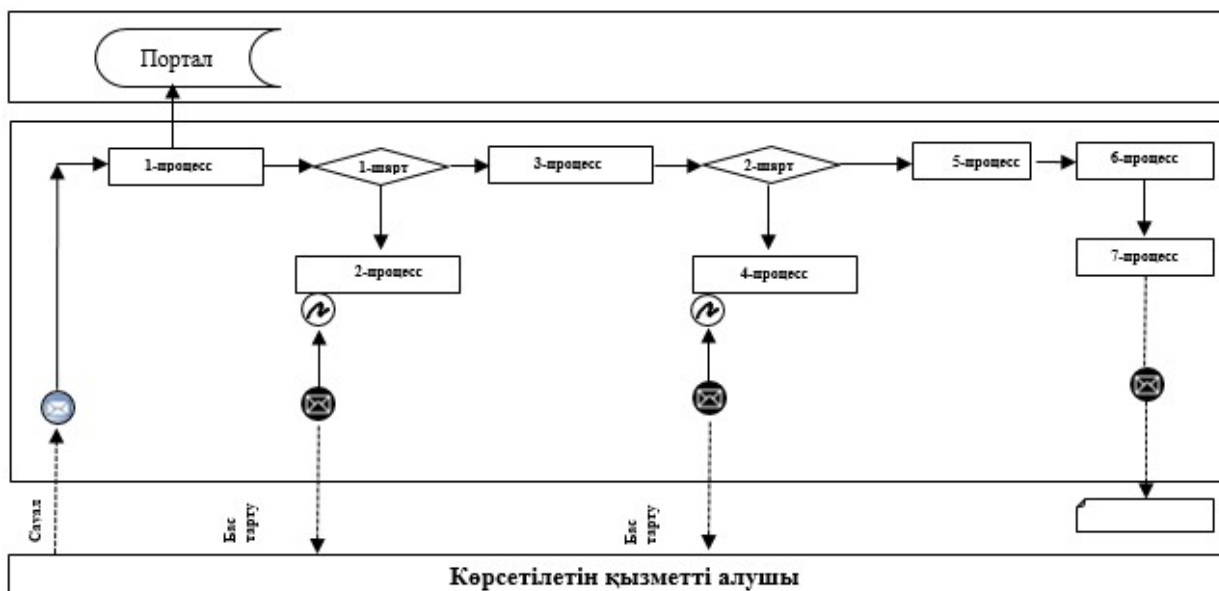 Портал
1-процесс
1-шарт
3-процесс
2-шарт
5-процесс
6-процесс
2-процесс
4-процесс
7-процесс
Сауал
Бас
тарту
Бас
тарту
Көрсетілетін қызметті алушы